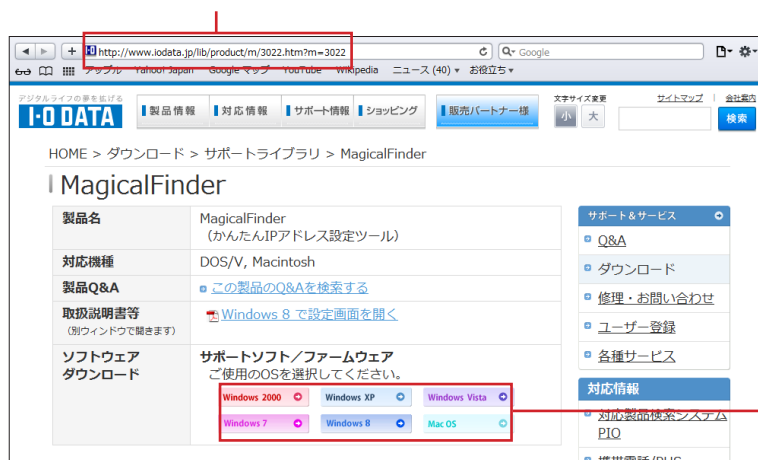 http://www.iodata.jp/lib/product/m/3022.htm?m=3022
Google
アップル Yahoo! Japan Google マップ YouTube Wikipedia ニュース (40) お役立ち
デジタルライフの夢を拡げる
I-O DATA
製品情報 対応情報 サポート情報 ショッピング 販売パートナー様
文字サイズ変更
小 大
サイトマップ | 会社案内
検索
HOME > ダウンロード > サポートライブラリ > MagicalFinder
MagicalFinder
製品名 MagicalFinder
（かんたんIPアドレス設定ツール）
対応機種 DOS/V, Macintosh
製品Q&A この製品のQ&Aを検索する
取扱説明書等 Windows 8 で設定画面を開く
（別ウィンドウで開きます）
ソフトウェア サポートソフト／ファームウェア
ダウンロード ご使用のOSを選択してください。
Windows 2000 Windows XP Windows Vista
Windows 7 Windows 8 Mac OS
サポート＆サービス
Q&A
ダウンロード
修理・お問い合わせ
ユーザー登録
各種サービス
対応情報
対応製品検索システム
PIO